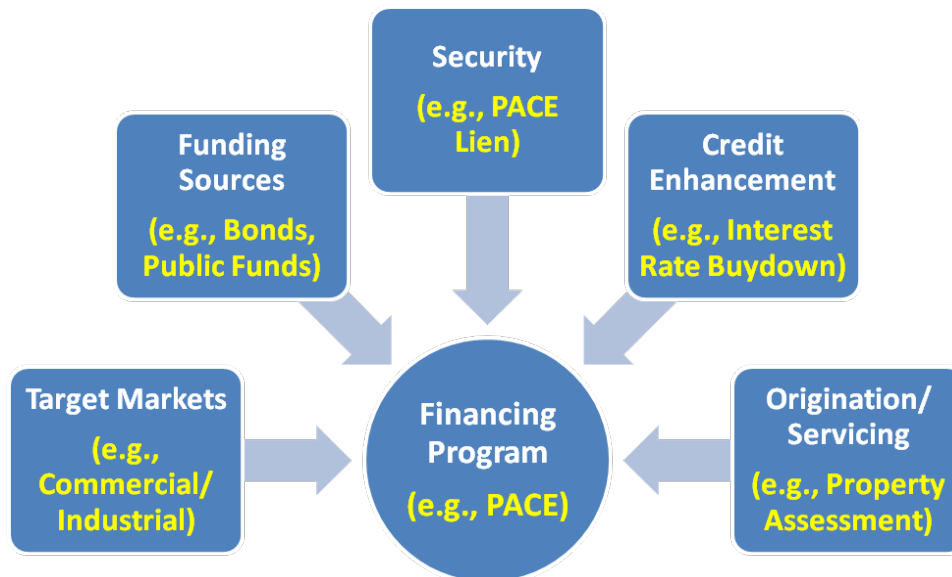 Security
(e.g., PACE
Lien)
Funding
Sources
(e.g., Bonds,
Public Funds)
Credit
Enhancement
(e.g., Interest
Rate Buydown)
Target Markets
(e.g.,
Commercial/
Industrial)
Financing
Program
(e.g., PACE)
Origination/
Servicing
(e.g., Property
Assessment)